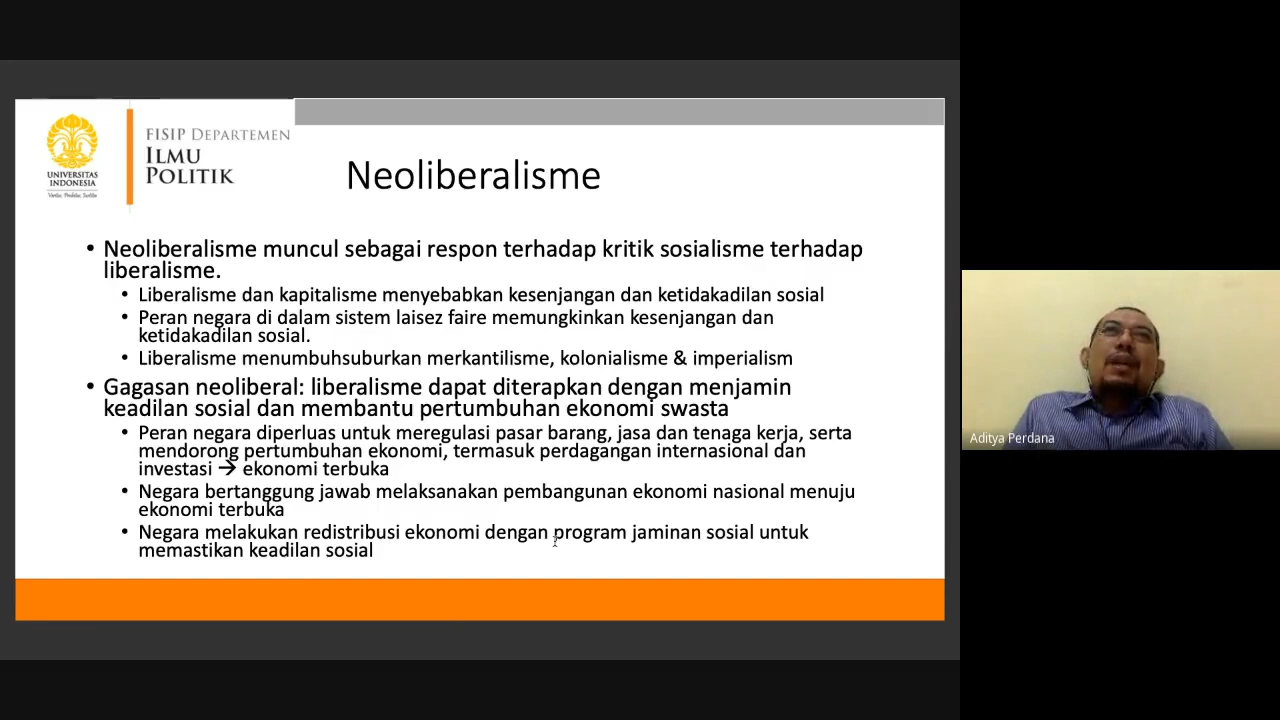 UNIVERSITAS
INDONESIA
Veritas, Probitas, Iustitia
FISIP DEPARTEMEN
ILMU
POLITIK
Neoliberalisme
• Neoliberalisme muncul sebagai respon terhadap kritik sosialisme terhadap
liberalisme.
• Liberalisme dan kapitalisme menyebabkan kesenjangan dan ketidakadilan sosial
• Peran negara di dalam sistem laisez faire memungkinkan kesenjangan dan
ketidakadilan sosial.
• Liberalisme menumbuhsuburkan merkantilisme, kolonialisme & imperialism
• Gagasan neoliberal: liberalisme dapat diterapkan dengan menjamin
keadilan sosial dan membantu pertumbuhan ekonomi swasta
• Peran negara diperluas untuk meregulasi pasar barang, jasa dan tenaga kerja, serta
mendorong pertumbuhan ekonomi, termasuk perdagangan internasional dan
investasi → ekonomi terbuka
• Negara bertanggung jawab melaksanakan pembangunan ekonomi nasional menuju
ekonomi terbuka
• Negara melakukan redistribusi ekonomi dengan program jaminan sosial untuk
memastikan keadilan sosial
Aditya Perdana